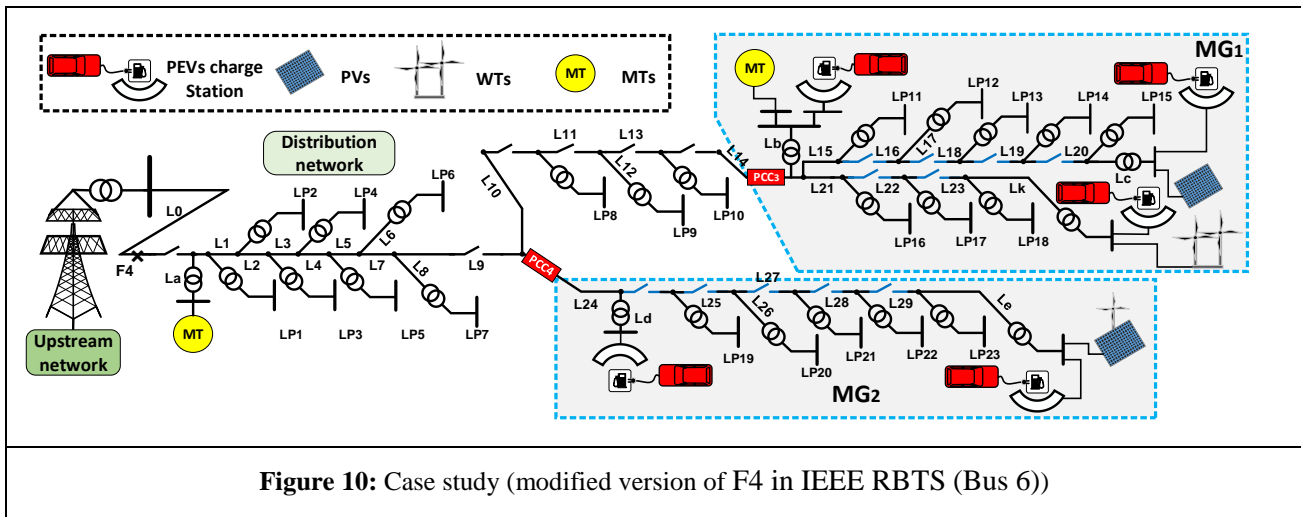 MG1
PEVs charge
Station
PVs
WTs
MT
MTs
MT
LP11
LP12
LP13
LP14
LP15
Distribution
network
L11
L13
L14
Lb
L15
L16
L17
L18
L19
L20
Lc
L10
L12
PCC3
L21
L22
L23
Lk
LP8
LP9
LP10
LP16
LP17
LP18
L0
LP2
LP4
LP6
F4
L1
L3
L5
L6
L9
La
L2
L4
L7
L8
PCC4
MT
LP1
LP3
LP5
LP7
Upstream
network
L24
L27
L25
L26
L28
L29
Le
Ld
LP19
LP20
LP21
LP22
LP23
MG2
Figure 10: Case study (modified version of F4 in IEEE RBTS (Bus 6))